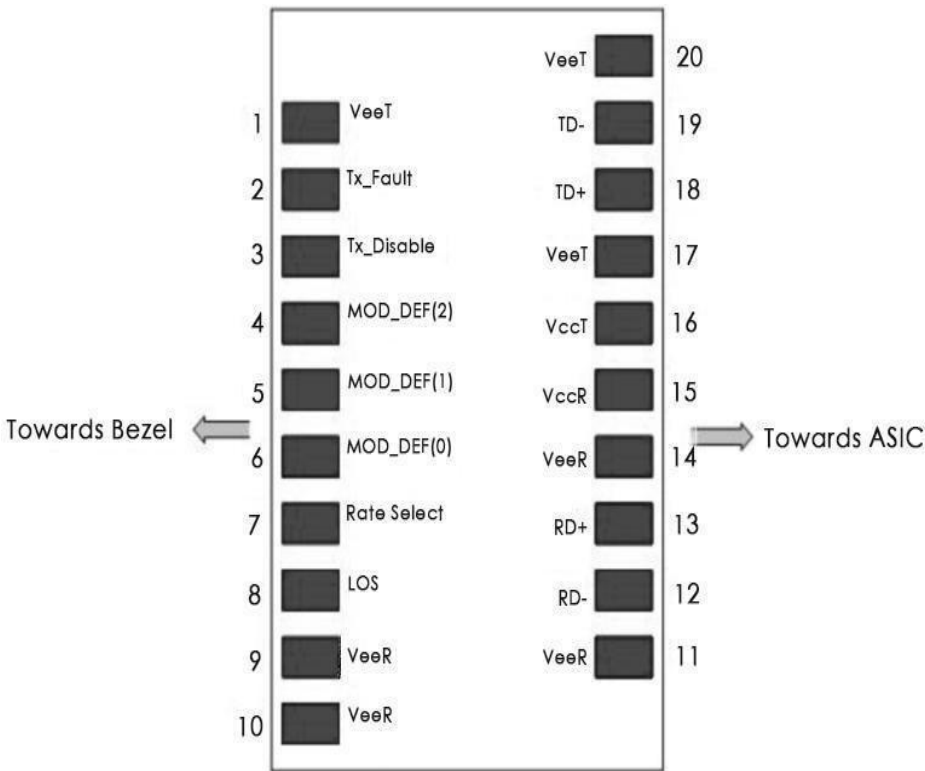 VeeT 20
1 VeeT
TD- 19
2 Tx_Fault
TD+ 18
3 Tx_Disable
VeeT 17
4 MOD_DEF(2)
VccT 16
5 MOD_DEF(1)
VccR 15
Towards Bezel
Towards ASIC
6 MOD_DEF(0)
VeeR 14
7 Rate Select
RD+ 13
8 LOS
RD- 12
9 VeeR
VeeR 11
10 VeeR